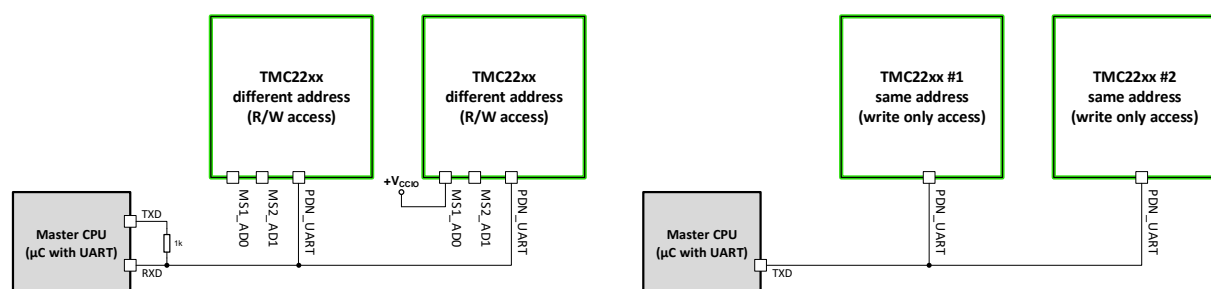 TMC22xx
different address
(R/W access)
TMC22xx
different address
(R/W access)
+VCCIO
MS1_AD0
MS2_AD1
PDN_UART
MS1_AD0
MS2_AD1
PDN_UART
Master CPU
(µC with UART)
TXD
1k
RXD
TMC22xx #1
same address
(write only access)
TMC22xx #2
same address
(write only access)
PDN_UART
PDN_UART
Master CPU
(µC with UART)
TXD